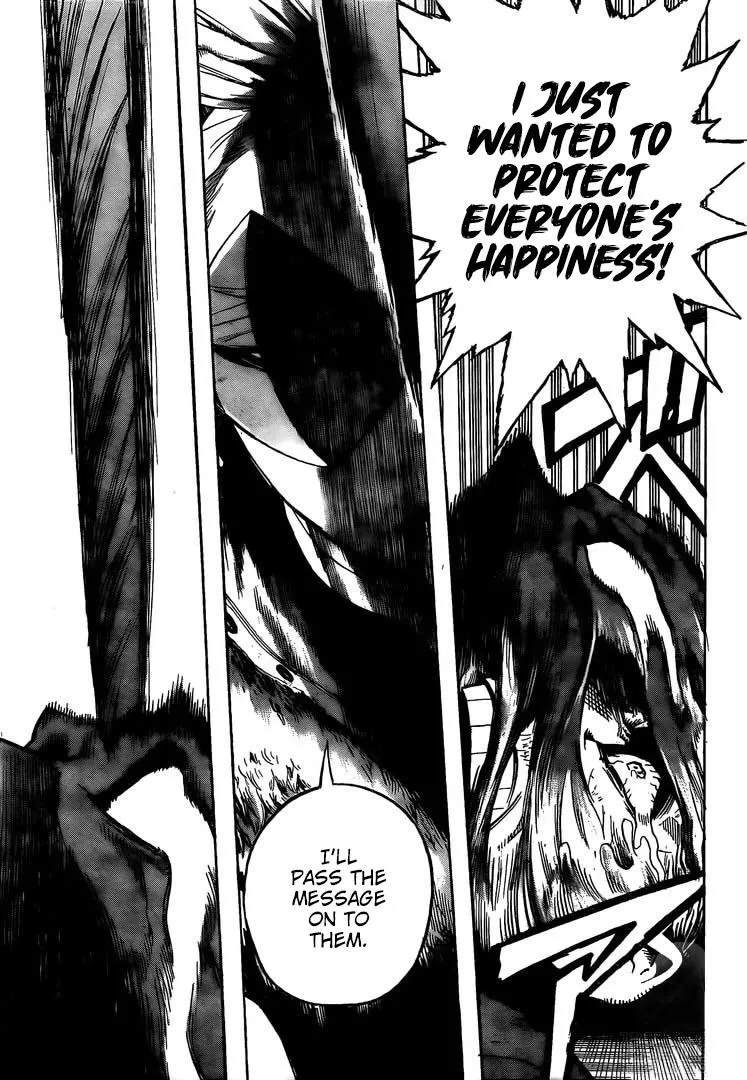 I JUST
WANTED TO
PROTECT
EVERYONE'S
HAPPINESS!
I'LL
PASS THE
MESSAGE
ON TO
THEM.